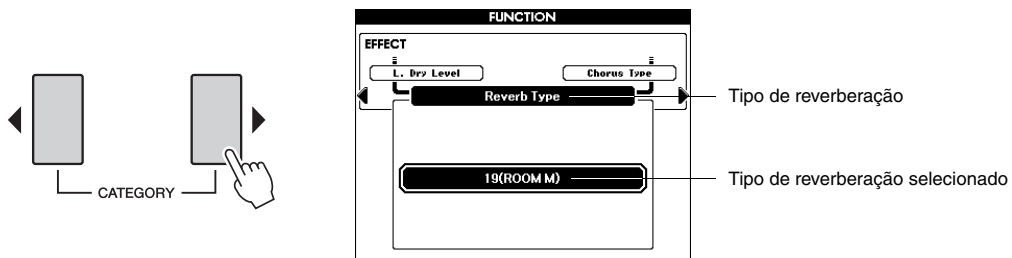 FUNCTION
EFFECT
L. Dry Level
Chorus Type
Reverb Type
Tipo de reverberação
19(ROOM M)
Tipo de reverberação selecionado
CATEGORY